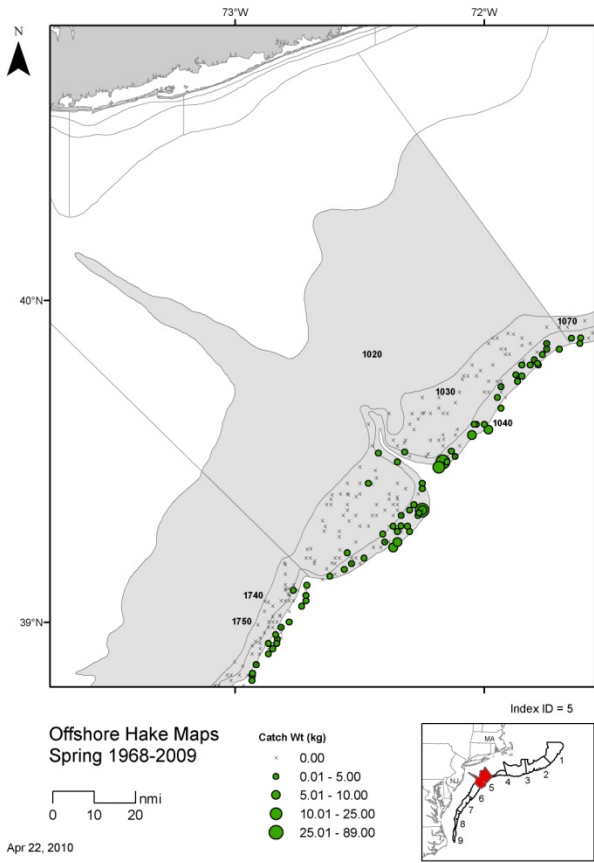 73°W 72°W
N
40°N
1070
1020
1030
1040
39°N
1740
1750
Index ID = 5
Offshore Hake Maps
Spring 1968-2009
0 10 20 nmi
Apr 22, 2010
Catch Wt (kg)
0.00
0.01 - 5.00
5.01 - 10.00
10.01 - 25.00
25.01 - 89.00
MA
NJ
1
2
3
4
5
6
7
8
9